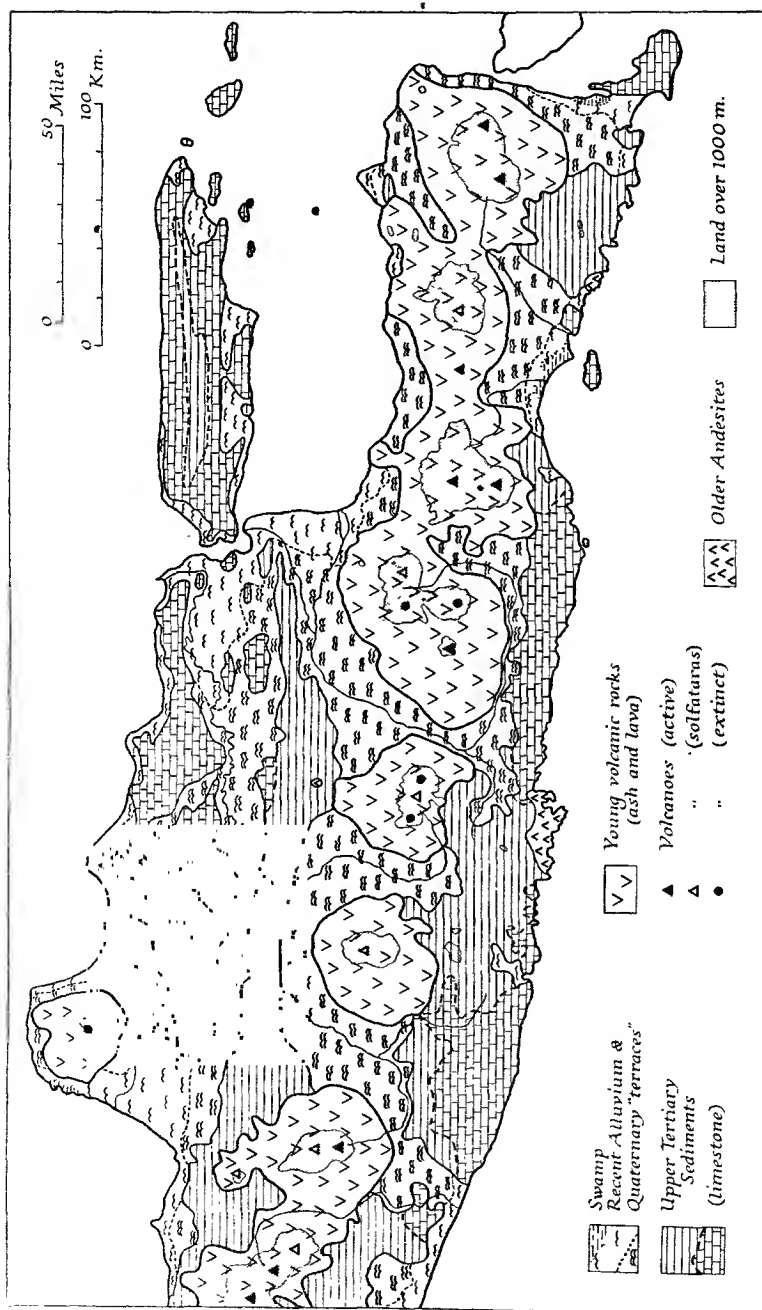 0 50 Miles
0 100 Km.
Swamp
Recent Alluvium &
Quaternary "terraces"
Upper Tertiary
Sediments
(limestone)
Young volcanic rocks
(ash and lava)
Volcanoes (active)
„ (solfataras)
„ (extinct)
Older Andesites
Land over 1000 m.